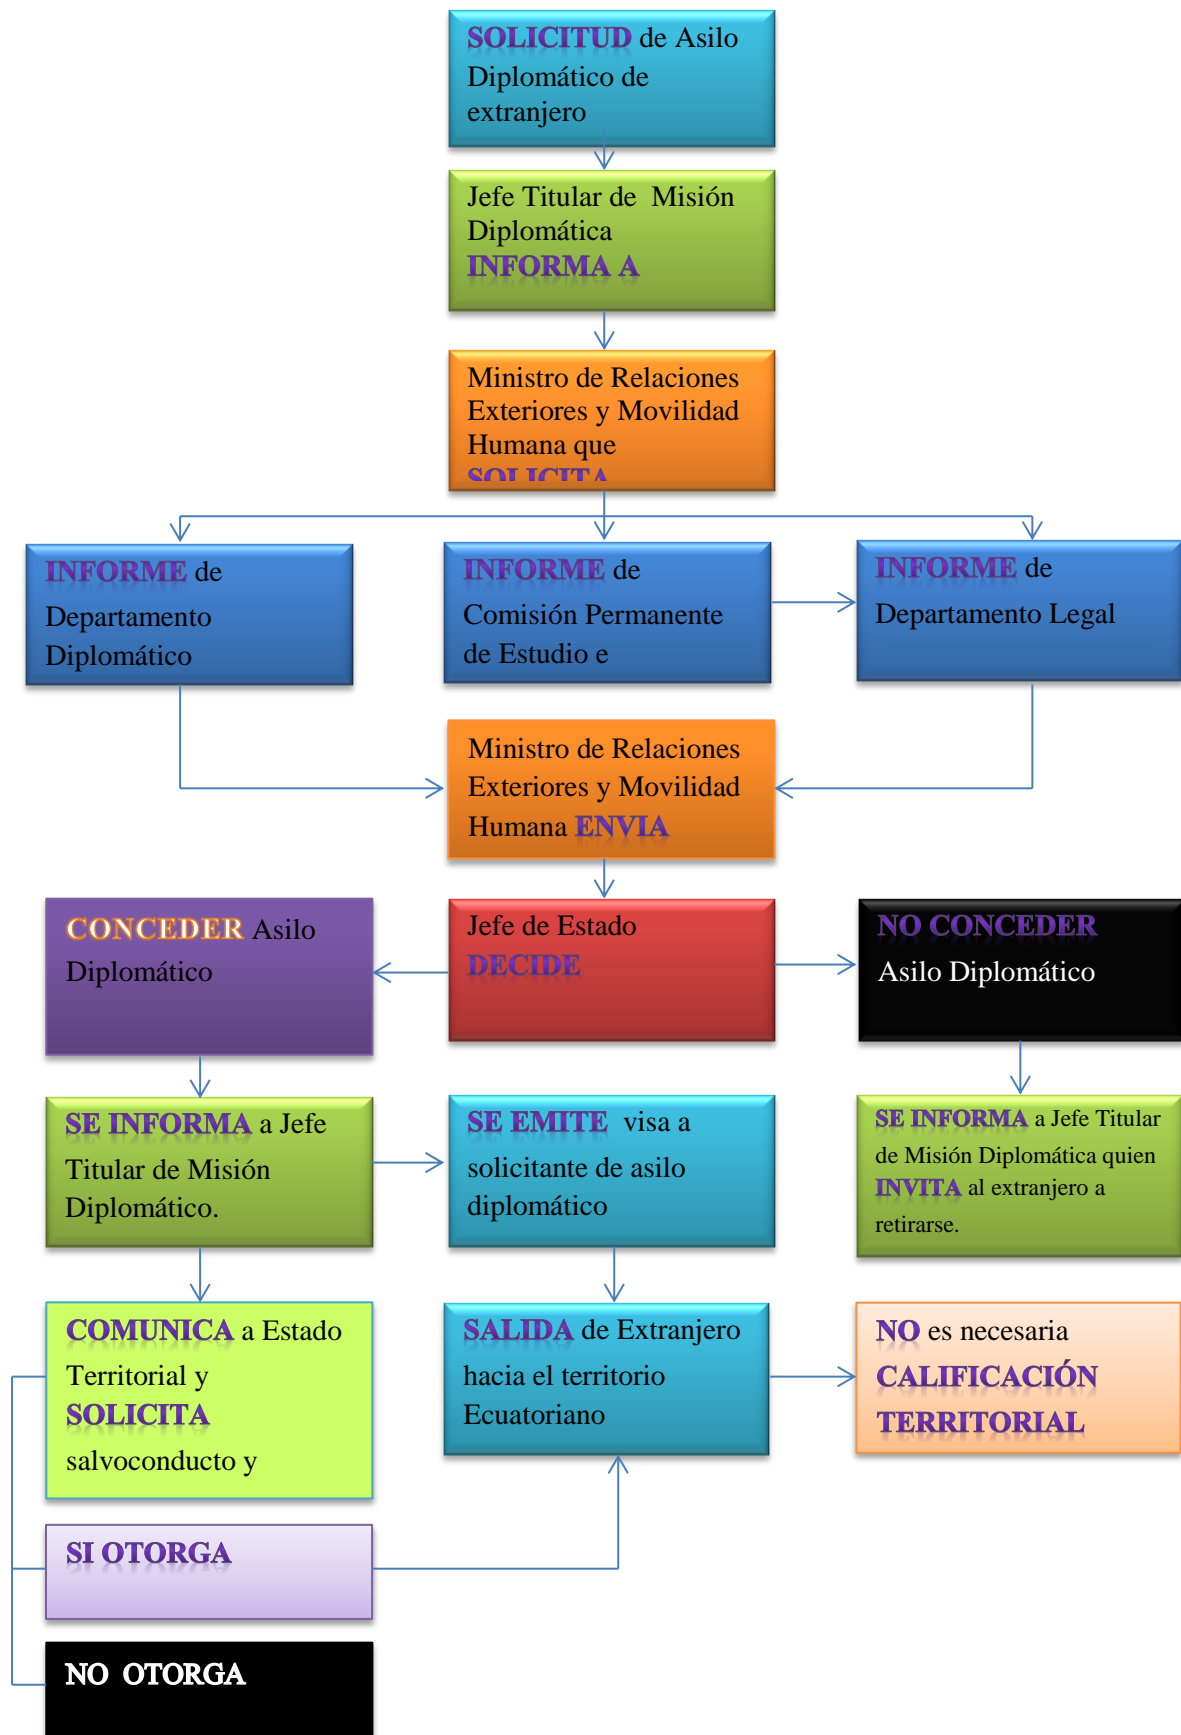 SOLICITUD de Asilo
Diplomático de
extranjero
Jefe Titular de Misión
Diplomática
INFORMA A
Ministro de Relaciones
Exteriores y Movilidad
Humana que
SOLICITA
INFORME de
Departamento
Diplomático
INFORME de
Comisión Permanente
de Estudio e
INFORME de
Departamento Legal
Ministro de Relaciones
Exteriores y Movilidad
Humana ENVIA
CONCEDER Asilo
Diplomático
Jefe de Estado
DECIDE
NO CONCEDER
Asilo Diplomático
SE INFORMA a Jefe
Titular de Misión
Diplomático.
SE EMITE visa a
solicitante de asilo
diplomático
SE INFORMA a Jefe Titular
de Misión Diplomática quien
INVITA al extranjero a
retirarse.
COMUNICA a Estado
Territorial y
SOLICITA
salvoconducto y
SALIDA de Extranjero
hacia el territorio
Ecuatoriano
NO es necesaria
CALIFICACIÓN
TERRITORIAL
SI OTORGA
NO OTORGA